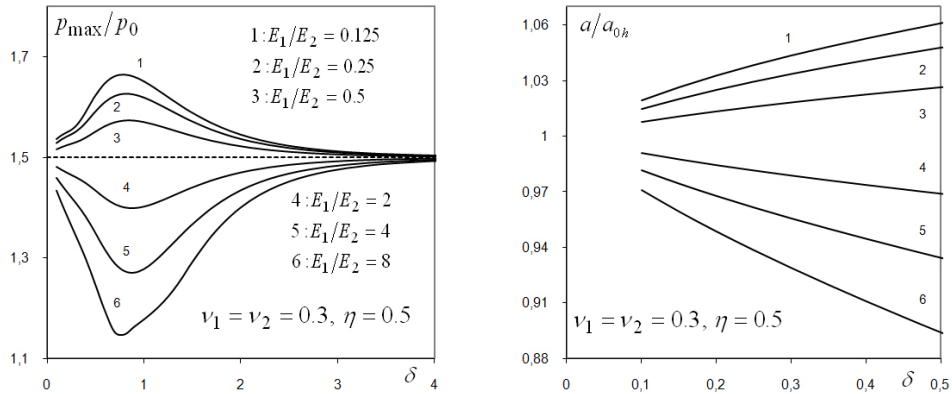 p_max/p_0
1 : E_1/E_2 = 0.125
2 : E_1/E_2 = 0.25
3 : E_1/E_2 = 0.5
1,7
1,5
1,3
1,1
1
2
3
4
5
6
4 : E_1/E_2 = 2
5 : E_1/E_2 = 4
6 : E_1/E_2 = 8
ν_1 = ν_2 = 0.3, η = 0.5
0 1 2 3 δ 4
a/a_0h
1,06
1,03
1
0,97
0,94
0,91
0,88
1
2
3
4
5
6
ν_1 = ν_2 = 0.3, η = 0.5
0 0,1 0,2 0,3 0,4 δ 0,5